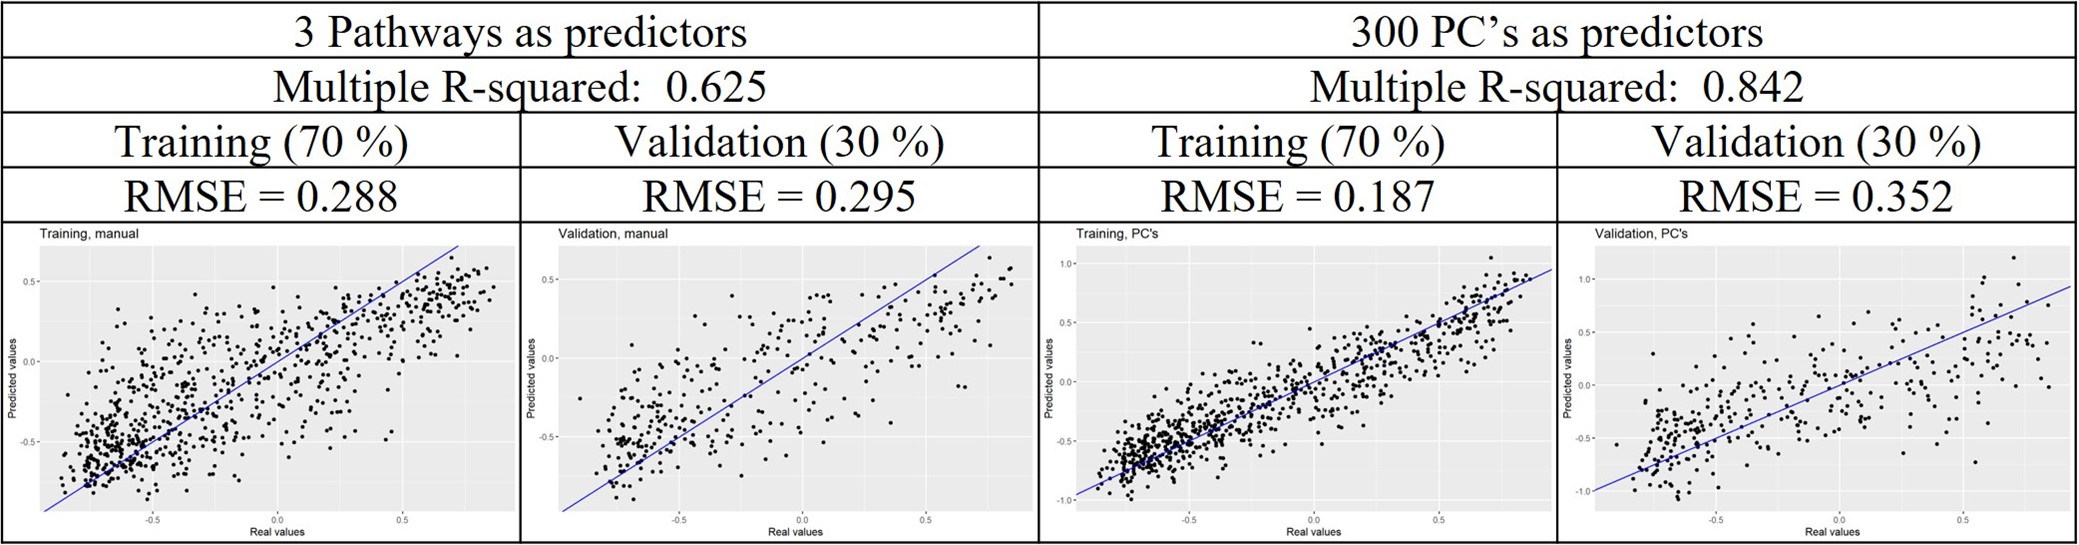 3 Pathways as predictors
300 PC's as predictors
Multiple R-squared: 0.625
Multiple R-squared: 0.842
Training (70 %)
Validation (30 %)
Training (70 %)
Validation (30 %)
RMSE = 0.288
RMSE = 0.295
RMSE = 0.187
RMSE = 0.352
Training, manual
Predicted values
0.5
0.0
-0.5
-0.5
0.0
0.5
Real values
Validation, manual
Predicted values
0.5
0.0
-0.5
-0.5
0.0
0.5
Real values
Training, PC's
Predicted values
1.0
0.5
0.0
-0.5
-1.0
-0.5
0.0
0.5
Real values
Validation, PC's
Predicted values
1.0
0.5
0.0
-0.5
-1.0
-0.5
0.0
0.5
Real values